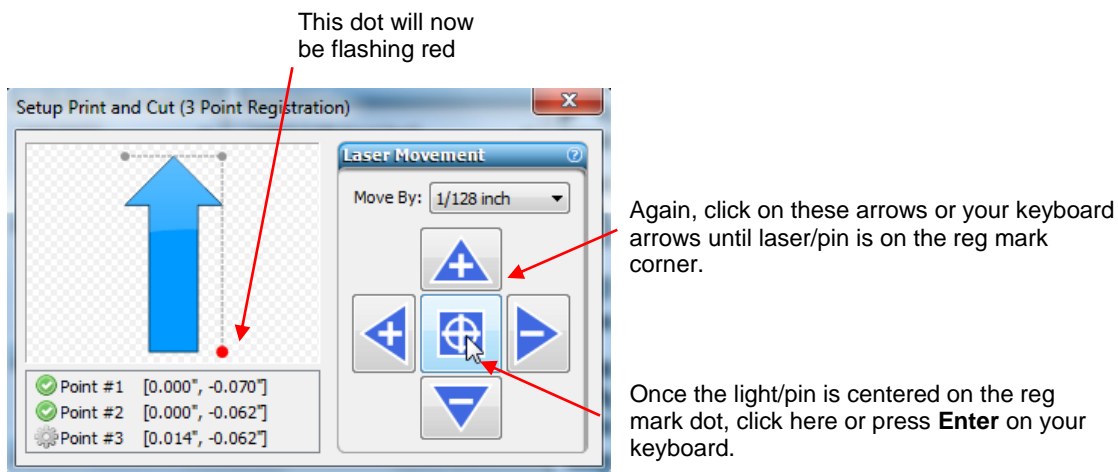 This dot will now
be flashing red
Setup Print and Cut (3 Point Registration)
Laser Movement
Move By: 1/128 inch
Point #1 [0.000", -0.070"]
Point #2 [0.000", -0.062"]
Point #3 [0.014", -0.062"]
Again, click on these arrows or your keyboard
arrows until laser/pin is on the reg mark
corner.
Once the light/pin is centered on the reg
mark dot, click here or press Enter on your
keyboard.